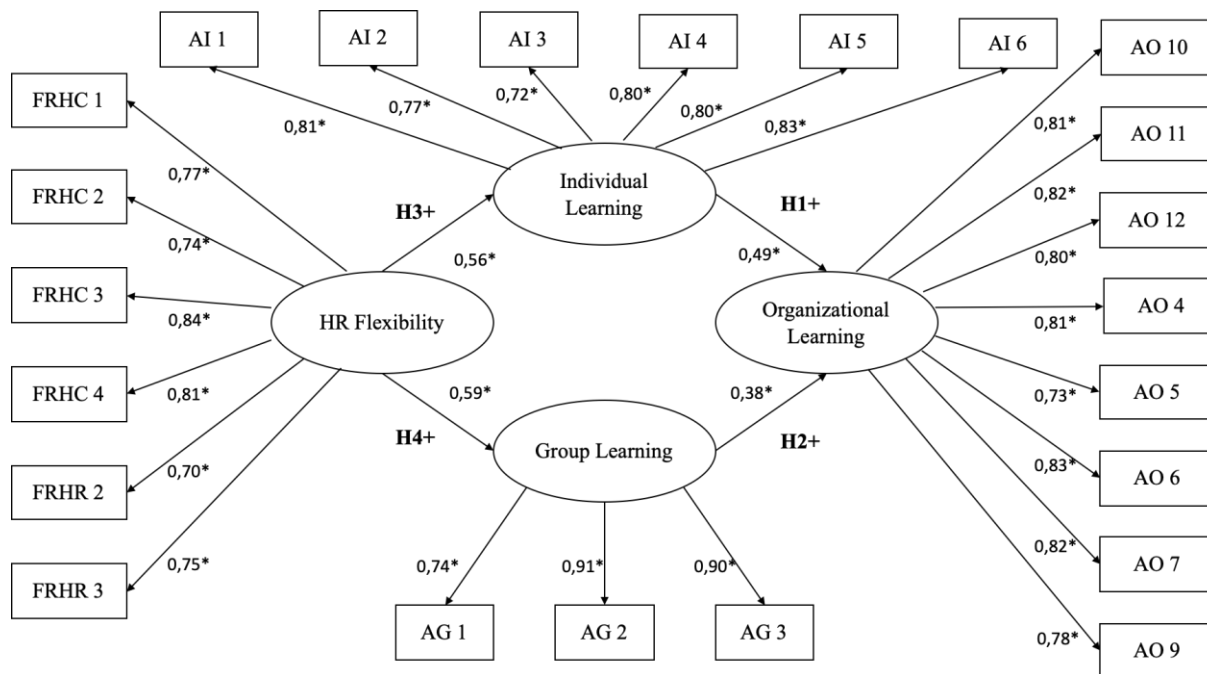 AI 1
AI 2
AI 3
AI 4
AI 5
AI 6
AO 10
FRHC 1
0,81*
0,77*
0,72*
0,80*
0,80*
0,83*
0,81*
AO 11
0,77*
FRHC 2
Individual
Learning
0,82*
AO 12
H3+
H1+
0,74*
0,56*
0,49*
0,80*
FRHC 3
0,84*
HR Flexibility
Organizational
Learning
AO 4
0,81*
FRHC 4
0,81*
0,59*
0,38*
0,73*
AO 5
H4+
Group Learning
H2+
0,70*
FRHR 2
0,83*
AO 6
0,75*
FRHR 3
0,74*
0,91*
0,90*
0,82*
AO 7
AG 1
AG 2
AG 3
0,78*
AO 9